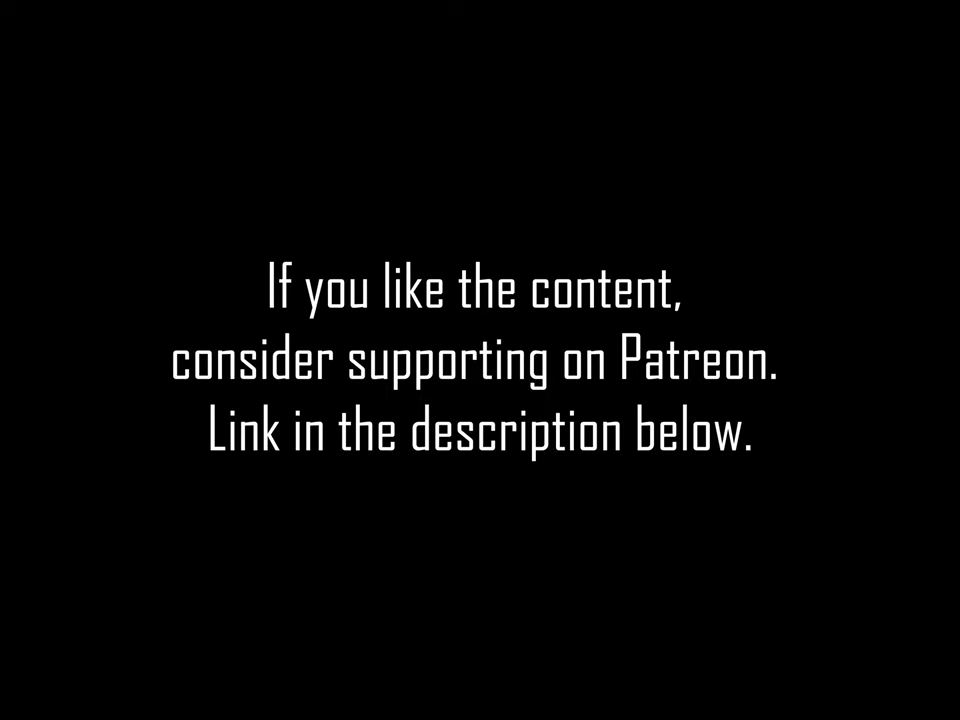 If you like the content,
consider supporting on Patreon.
Link in the description below.